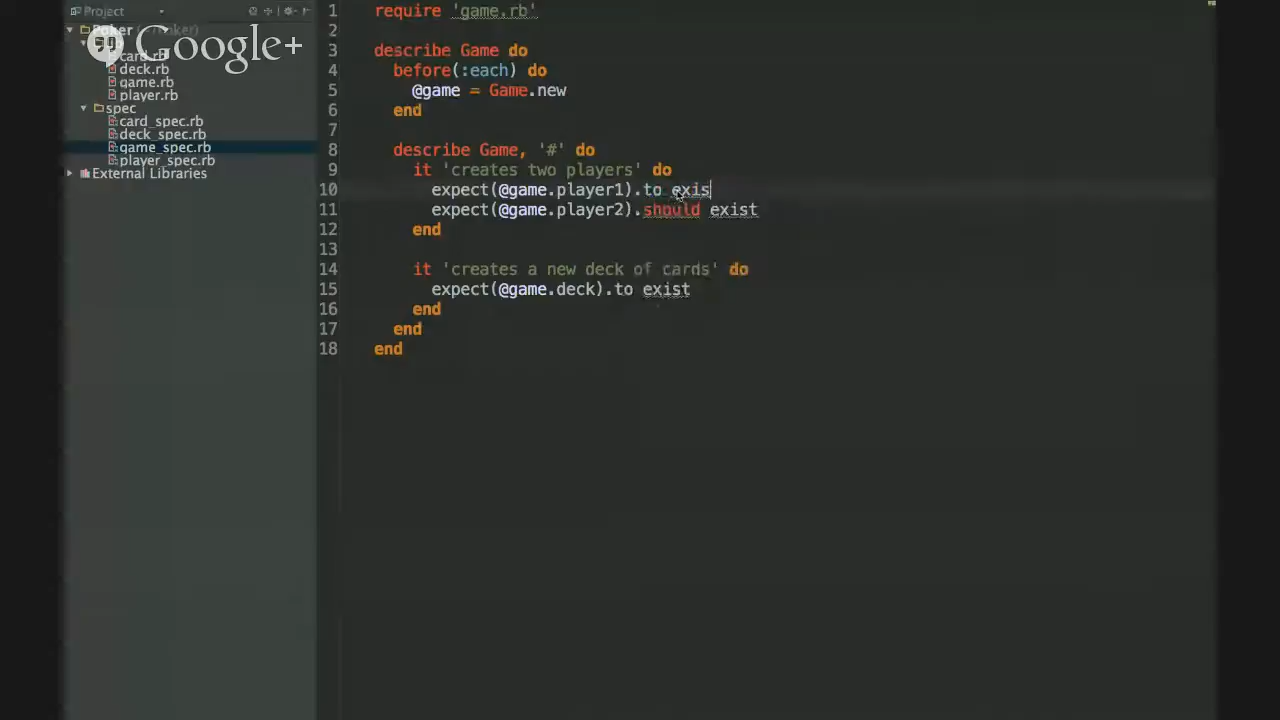 Project
Poker
Google+
card.rb
deck.rb
game.rb
player.rb
spec
card_spec.rb
deck_spec.rb
game_spec.rb
player_spec.rb
External Libraries
1 require 'game.rb'
2
3 describe Game do
4 before(:each) do
5 @game = Game.new
6 end
7
8 describe Game, '#' do
9 it 'creates two players' do
10 expect(@game.player1).to exis
11 expect(@game.player2).should exist
12 end
13
14 it 'creates a new deck of cards' do
15 expect(@game.deck).to exist
16 end
17 end
18 end